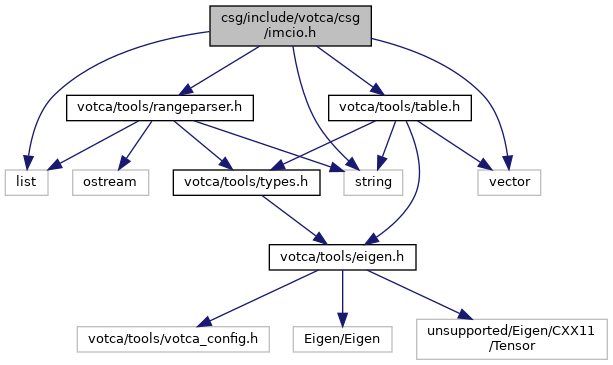 csg/include/votca/csg
/imcio.h
votca/tools/rangeparser.h
votca/tools/table.h
list
ostream
votca/tools/types.h
string
vector
votca/tools/eigen.h
votca/tools/votca_config.h
Eigen/Eigen
unsupported/Eigen/CXX11
/Tensor